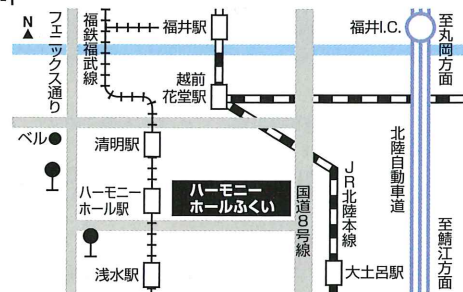 N
フェニックス通り
福鉄福武線
福井駅
福井I.C.
至丸岡方面
越前
花堂駅
ベル
清明駅
ハーモニー
ホール駅
ハーモニー
ホールふくい
国道8号線
JR北陸本線
北陸自動車道
至鯖江方面
浅水駅
大土呂駅